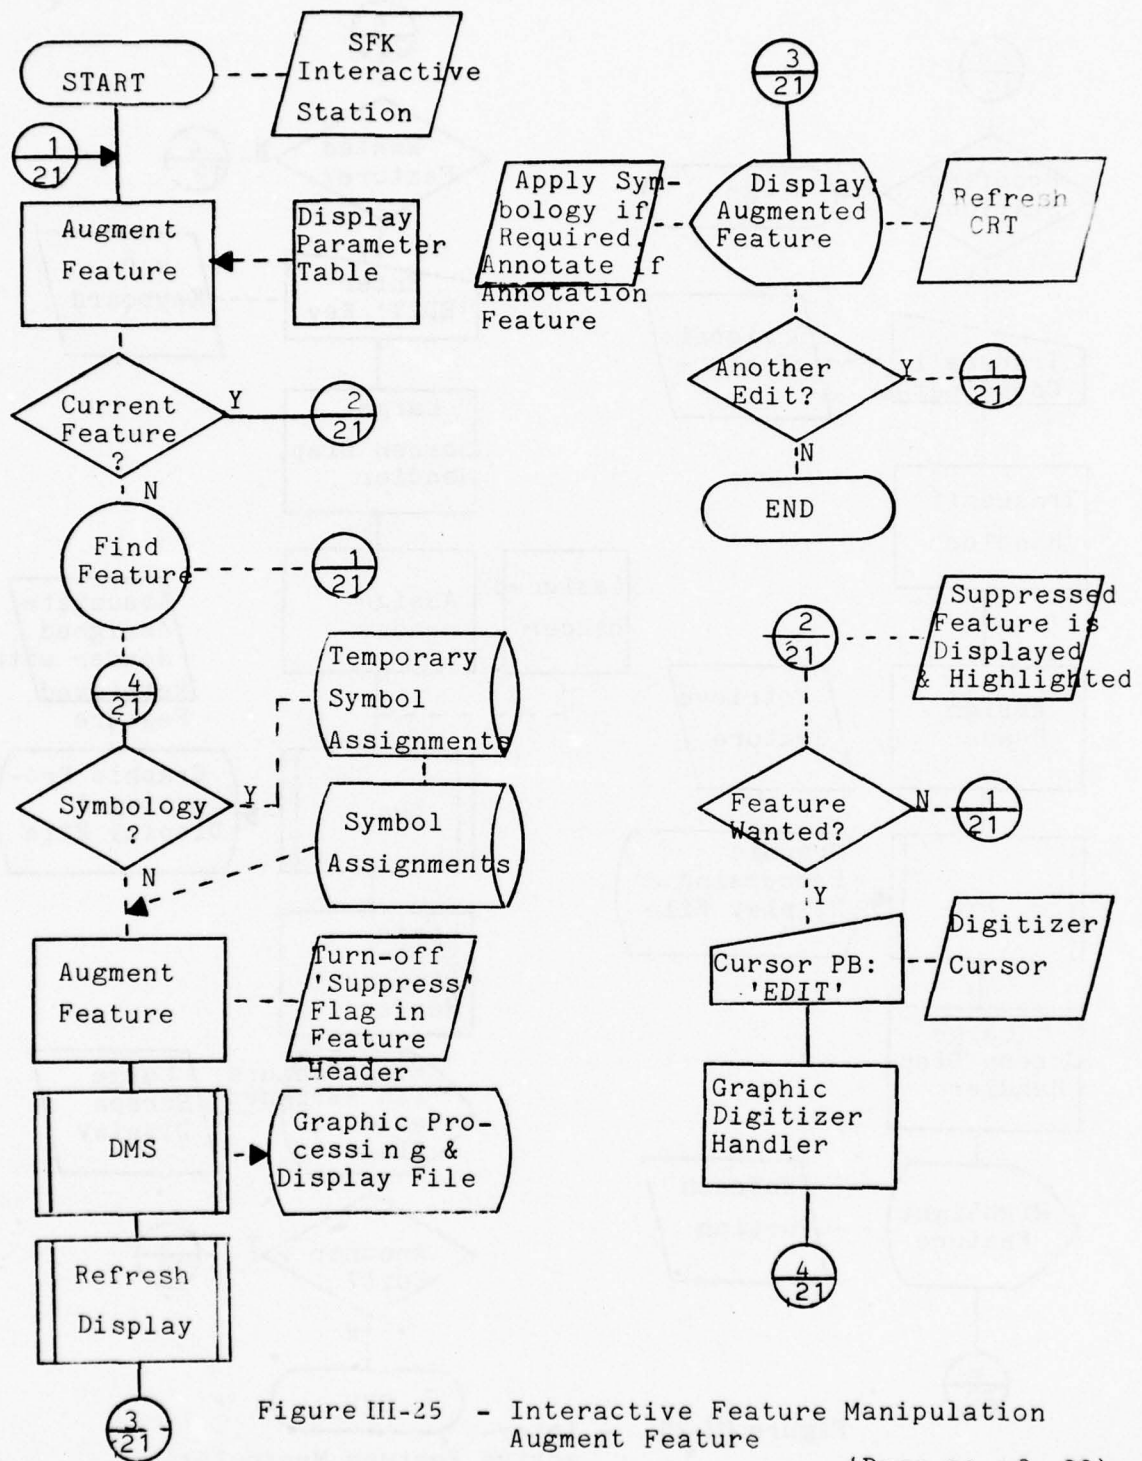 START
SFK
Interactive
Station
1
21
Augment
Feature
Display
Parameter
Table
Current
Feature
?
Y
2
21
N
Find
Feature
1
21
4
21
Temporary
Symbol
Assignments
Symbology
?
Y
Symbol
Assignments
N
Augment
Feature
Turn-off
'Suppress'
Flag in
Feature
Header
DMS
Graphic Pro-
cessing &
Display File
Refresh
Display
3
21
3
21
Apply Sym-
bology if
Required.
Annotate if
Annotation
Feature
Display:
Augmented
Feature
Refresh
CRT
Another
Edit?
Y
1
21
N
END
2
21
Suppressed
Feature is
Displayed
& Highlighted
Feature
Wanted?
N
1
21
Y
Cursor PB:
'EDIT'
Digitizer
Cursor
Graphic
Digitizer
Handler
4
21
Figure III-25 - Interactive Feature Manipulation
Augment Feature